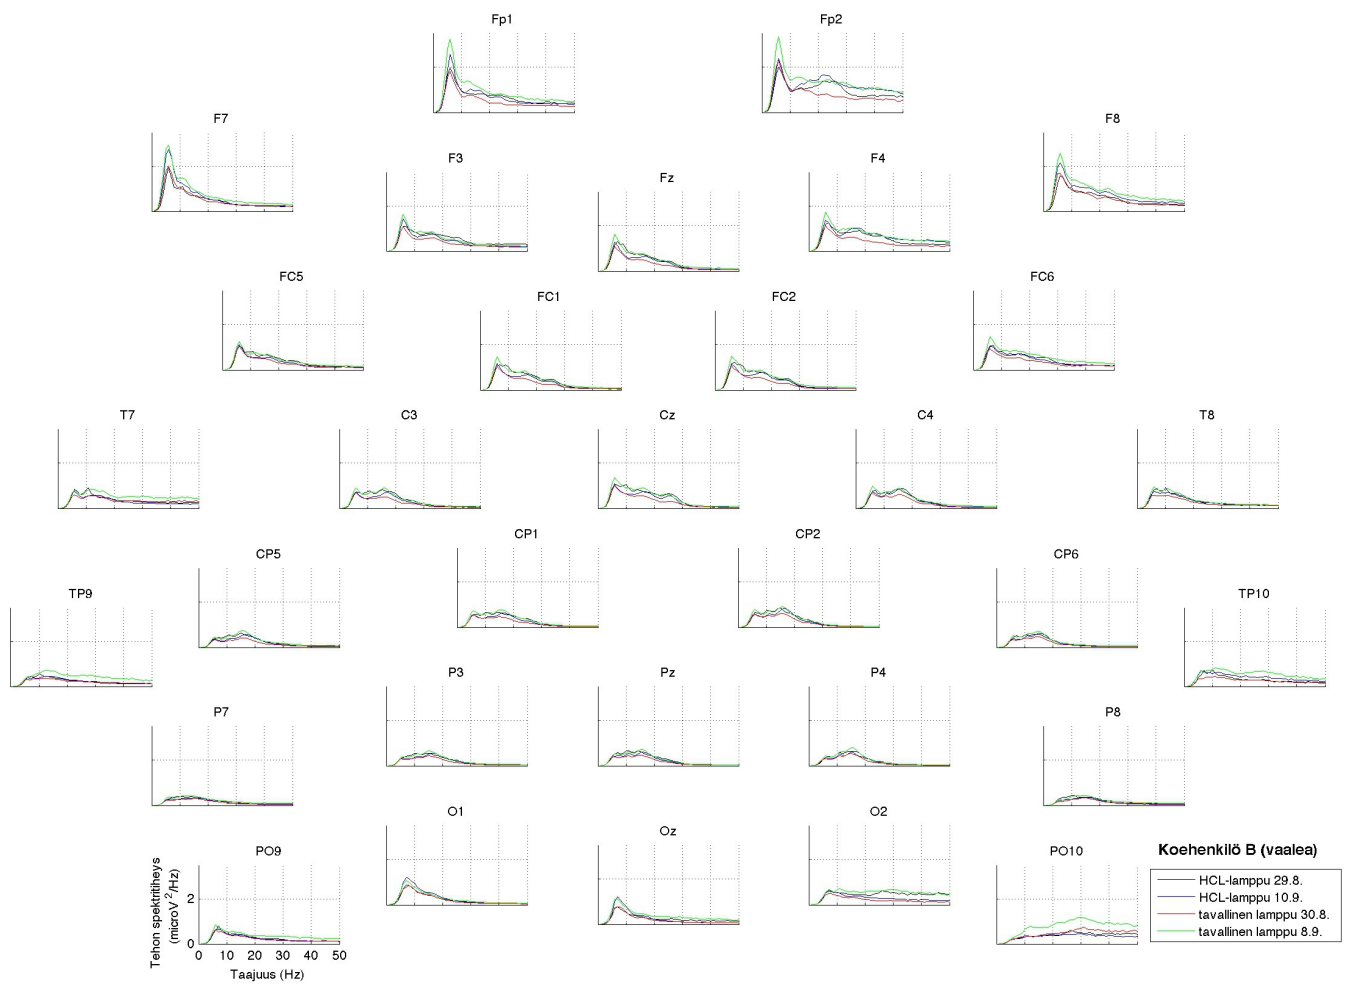 Fp1
Fp2
F7
F8
F3
F4
Fz
FC5
FC6
FC1
FC2
T7
C3
Cz
C4
T8
CP1
CP2
CP5
CP6
TP9
TP10
P3
Pz
P4
P7
P8
O1
O2
Oz
PO9
PO10
Koehenkilö B (vaalea)
HCL-lamppu 29.8.
HCL-lamppu 10.9.
tavallinen lamppu 30.8.
tavallinen lamppu 8.9.
Tehon spektritiheys
(microV ²/Hz)
2
0
0 10 20 30 40 50
Taajuus (Hz)